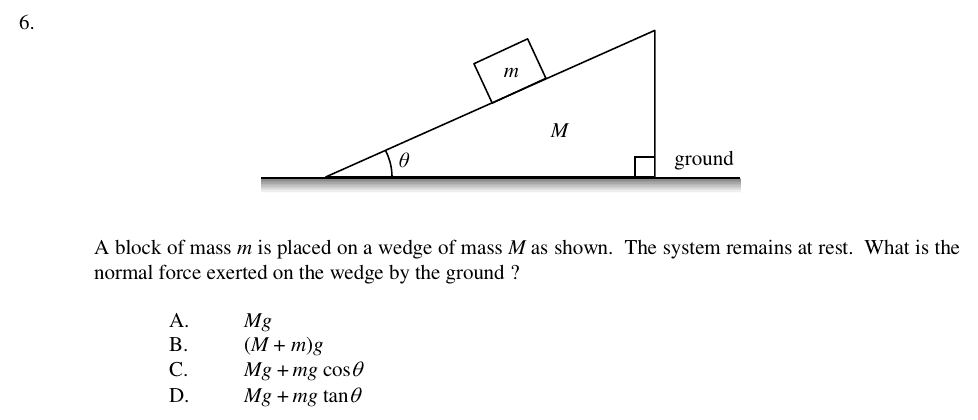 6.
m
M
θ
ground
A block of mass m is placed on a wedge of mass M as shown. The system remains at rest. What is the
normal force exerted on the wedge by the ground ?
A. Mg
B. (M + m)g
C. Mg + mg cosθ
D. Mg + mg tanθ